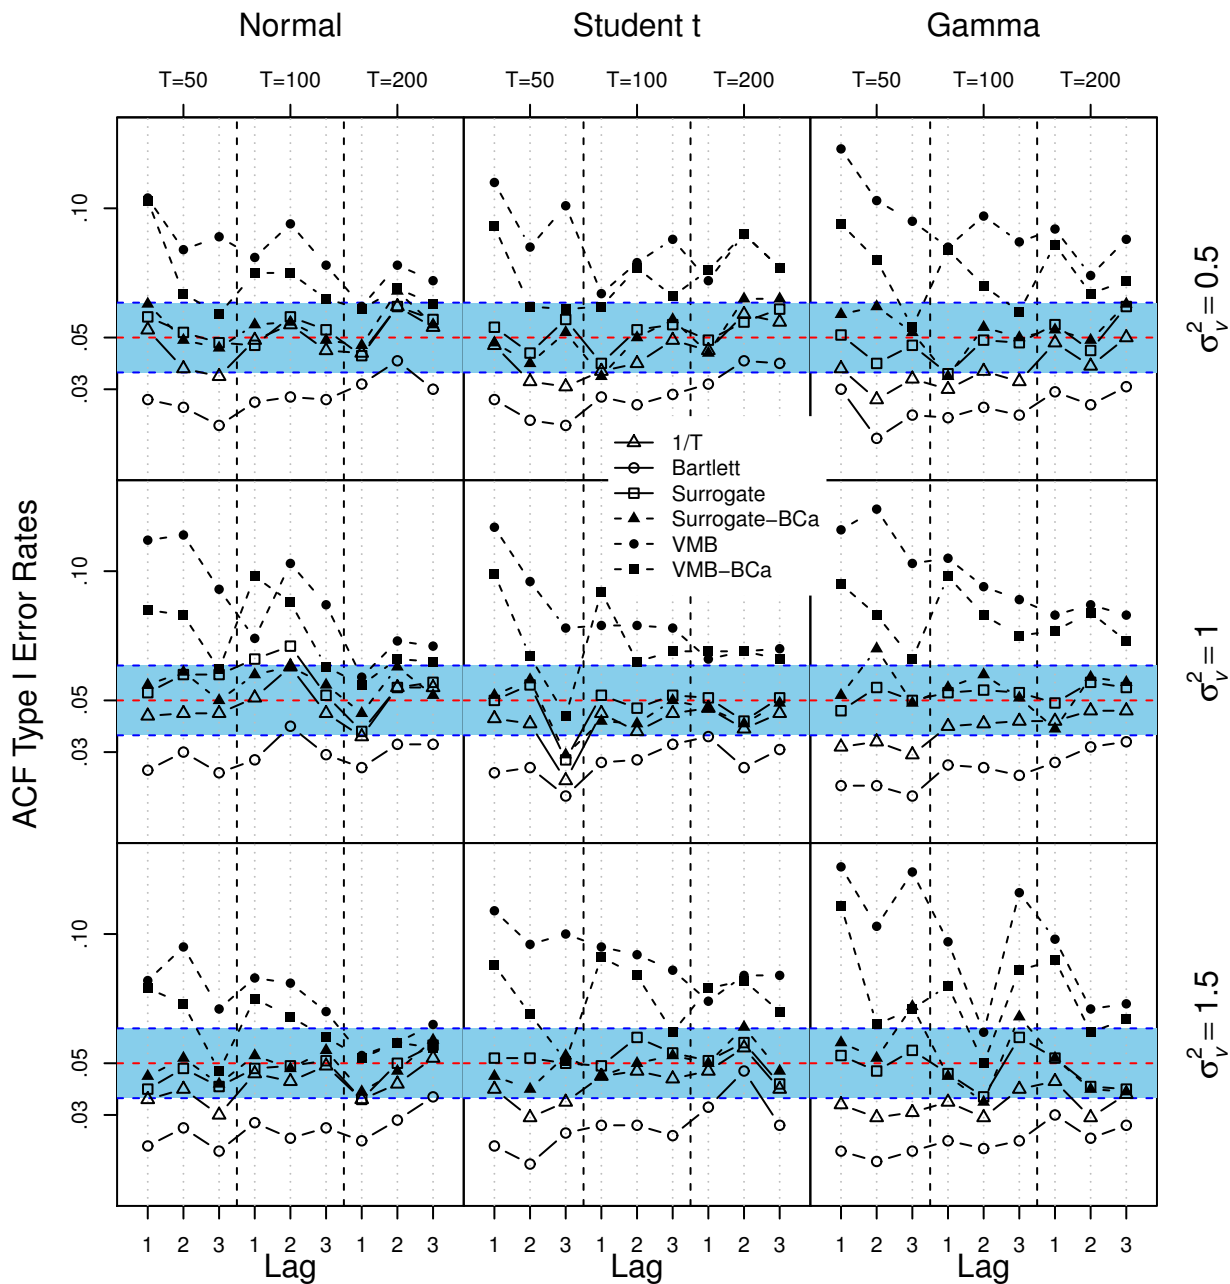 Normal Student t Gamma
T=50 T=100 T=200 T=50 T=100 T=200 T=50 T=100 T=200
ACF Type I Error Rates
.10
.05
.03
σ²ᵥ = 0.5
1/T
Bartlett
Surrogate
Surrogate−BCa
VMB
VMB−BCa
.10
.05
.03
σ²ᵥ = 1
.10
.05
.03
σ²ᵥ = 1.5
1 2 3 1 2 3 1 2 3 1 2 3 1 2 3 1 2 3 1 2 3 1 2 3 1 2 3
Lag Lag Lag